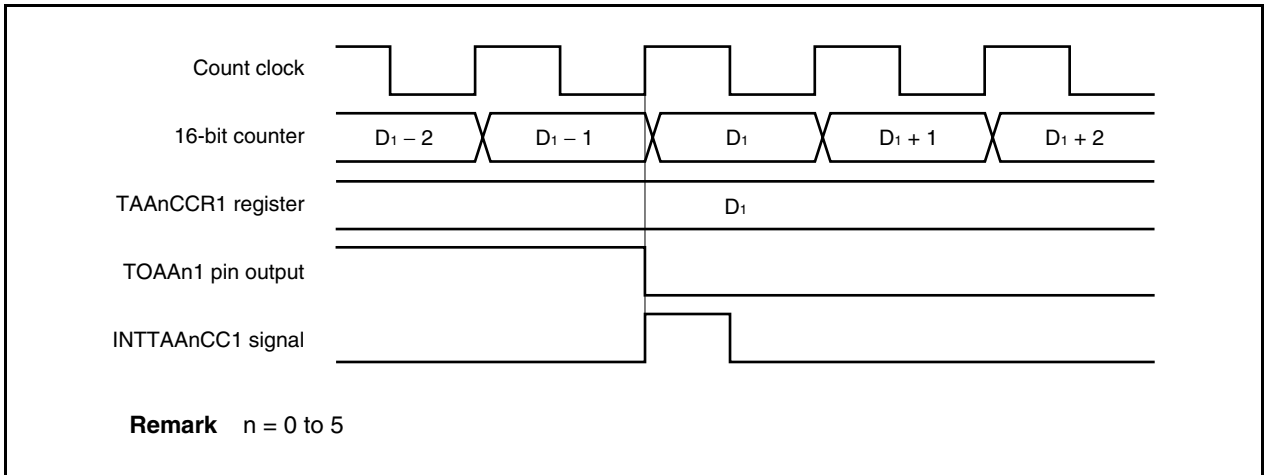 Count clock
16-bit counter D₁ − 2 D₁ − 1 D₁ D₁ + 1 D₁ + 2
TAAnCCR1 register D₁
TOAAn1 pin output
INTTAAnCC1 signal
Remark n = 0 to 5